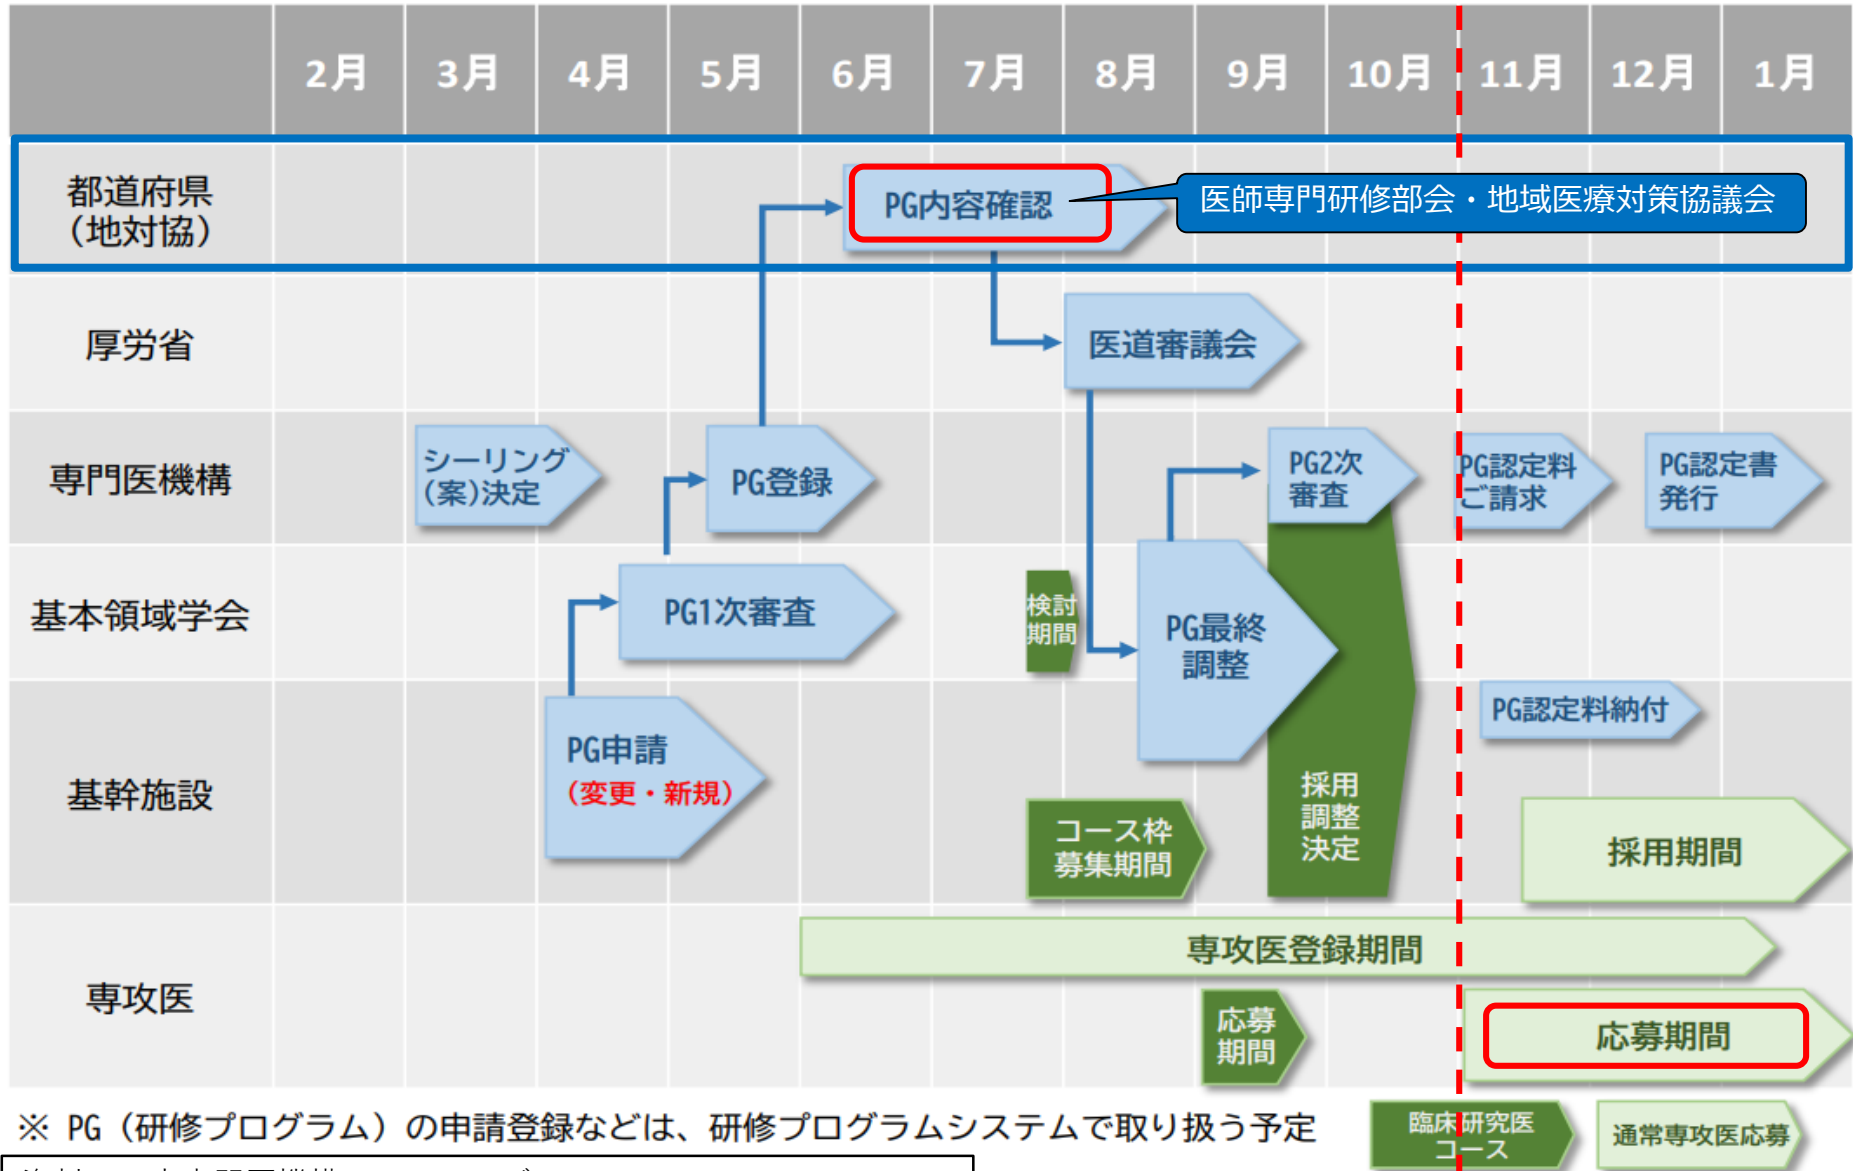 2月 3月 4月 5月 6月 7月 8月 9月 10月 11月 12月 1月
都道府県
（地対協）
PG内容確認
医師専門研修部会・地域医療対策協議会
厚労省
医道審議会
専門医機構
シーリング
(案)決定
PG登録
PG2次
審査
PG認定料
ご請求
PG認定書
発行
基本領域学会
PG1次審査
検討
期間
PG最終
調整
基幹施設
PG申請
（変更・新規）
コース枠
募集期間
採用
調整
決定
PG認定料納付
採用期間
専攻医
専攻医登録期間
応募
期間
応募期間
※ PG（研修プログラム）の申請登録などは、研修プログラムシステムで取り扱う予定
臨床研究医
コース
通常専攻医応募